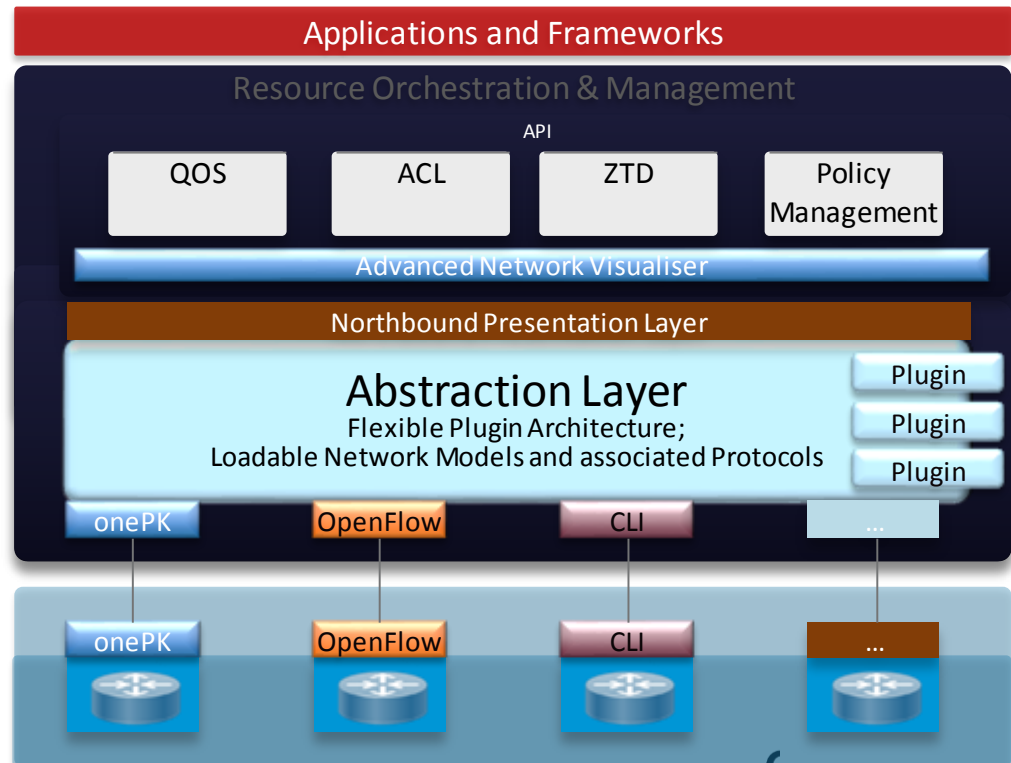 Applications and Frameworks
Resource Orchestration & Management
API
QOS
ACL
ZTD
Policy
Management
Advanced Network Visualiser
Northbound Presentation Layer
Abstraction Layer
Flexible Plugin Architecture;
Loadable Network Models and associated Protocols
Plugin
Plugin
Plugin
onePK
OpenFlow
CLI
...
onePK
OpenFlow
CLI
...